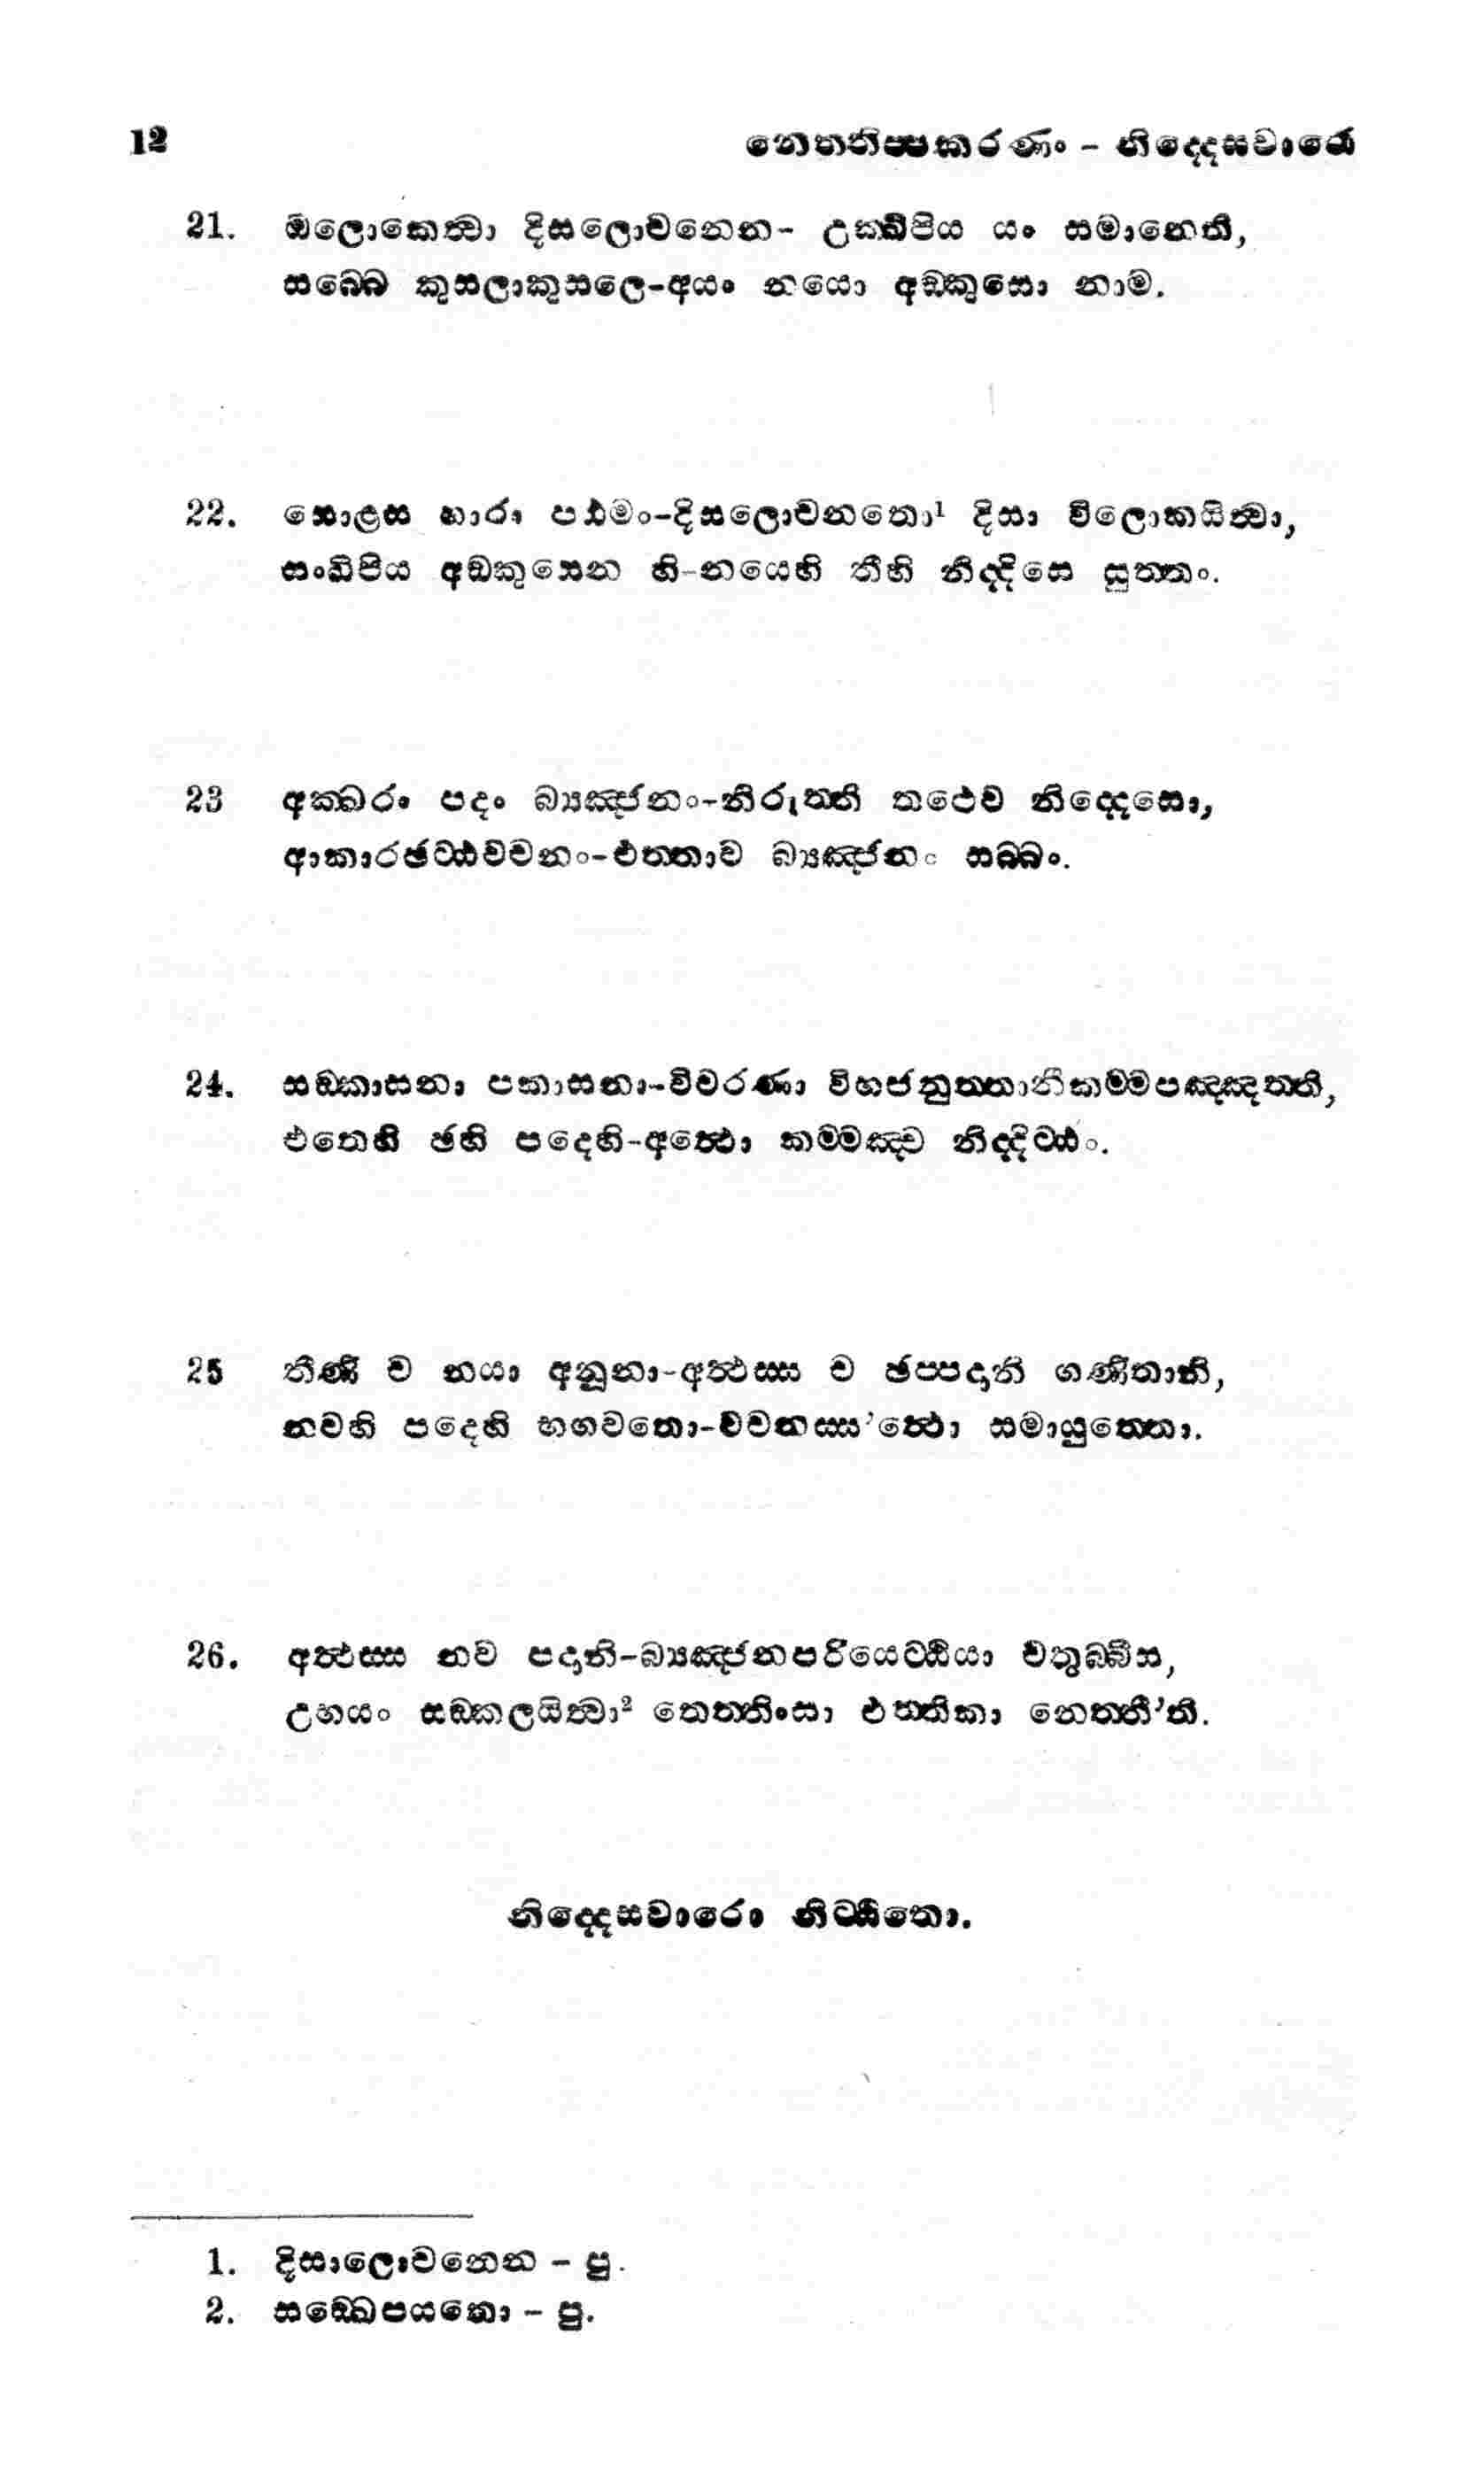 12 නෙත්තිප්පකරණං - නිද්දෙසවාරො
21. ඔලොකෙත්වා දිසලොචනෙන- උක්ඛිපිය යං සමානෙති,
සබ්බෙ කුසලාකුසලෙ-අයං නයො අඞ්කුසො නාම.
22. සොළස හාරා පඨමං-දිසලොචනතො¹ දිසා විලොකයිත්වා,
සංඛිපිය අඞ්කුසෙන හි-නයෙහි තීහි නිද්දිසෙ සුත්තං.
23 අක්ඛරං පදං බ්‍යඤ්ජනං-නිරුත්ති තථෙව නිද්දෙසො,
ආකාරඡට්ඨවචනං-එත්තාව බ්‍යඤ්ජනං සබ්බං.
24. සඞ්කාසනා පකාසනා-විවරණා විභජනුත්තානීකම්මපඤ්ඤත්ති,
එතෙහි ඡහි පදෙහි-අත්ථො කම්මඤ්ච නිද්දිට්ඨං.
25 තීණි ච නයා අනූනා-අත්ථස්ස ච ඡප්පදානි ගණිතානි,
නවහි පදෙහි භගවතො-වචනස්ස'ත්ථො සමායුත්තො.
26. අත්ථස්ස නව පදානි-බ්‍යඤ්ජනපරියෙට්ඨියා චතුබ්බීස,
උභයං සඞ්කලයිත්වා² තෙත්තිංසා එත්තිකා නෙත්තී'ති.
නිද්දෙසවාරො නිට්ඨිතො.
1. දිසාලොචනෙන - පු.
2. සඞ්ඛෙපයතො - පු.